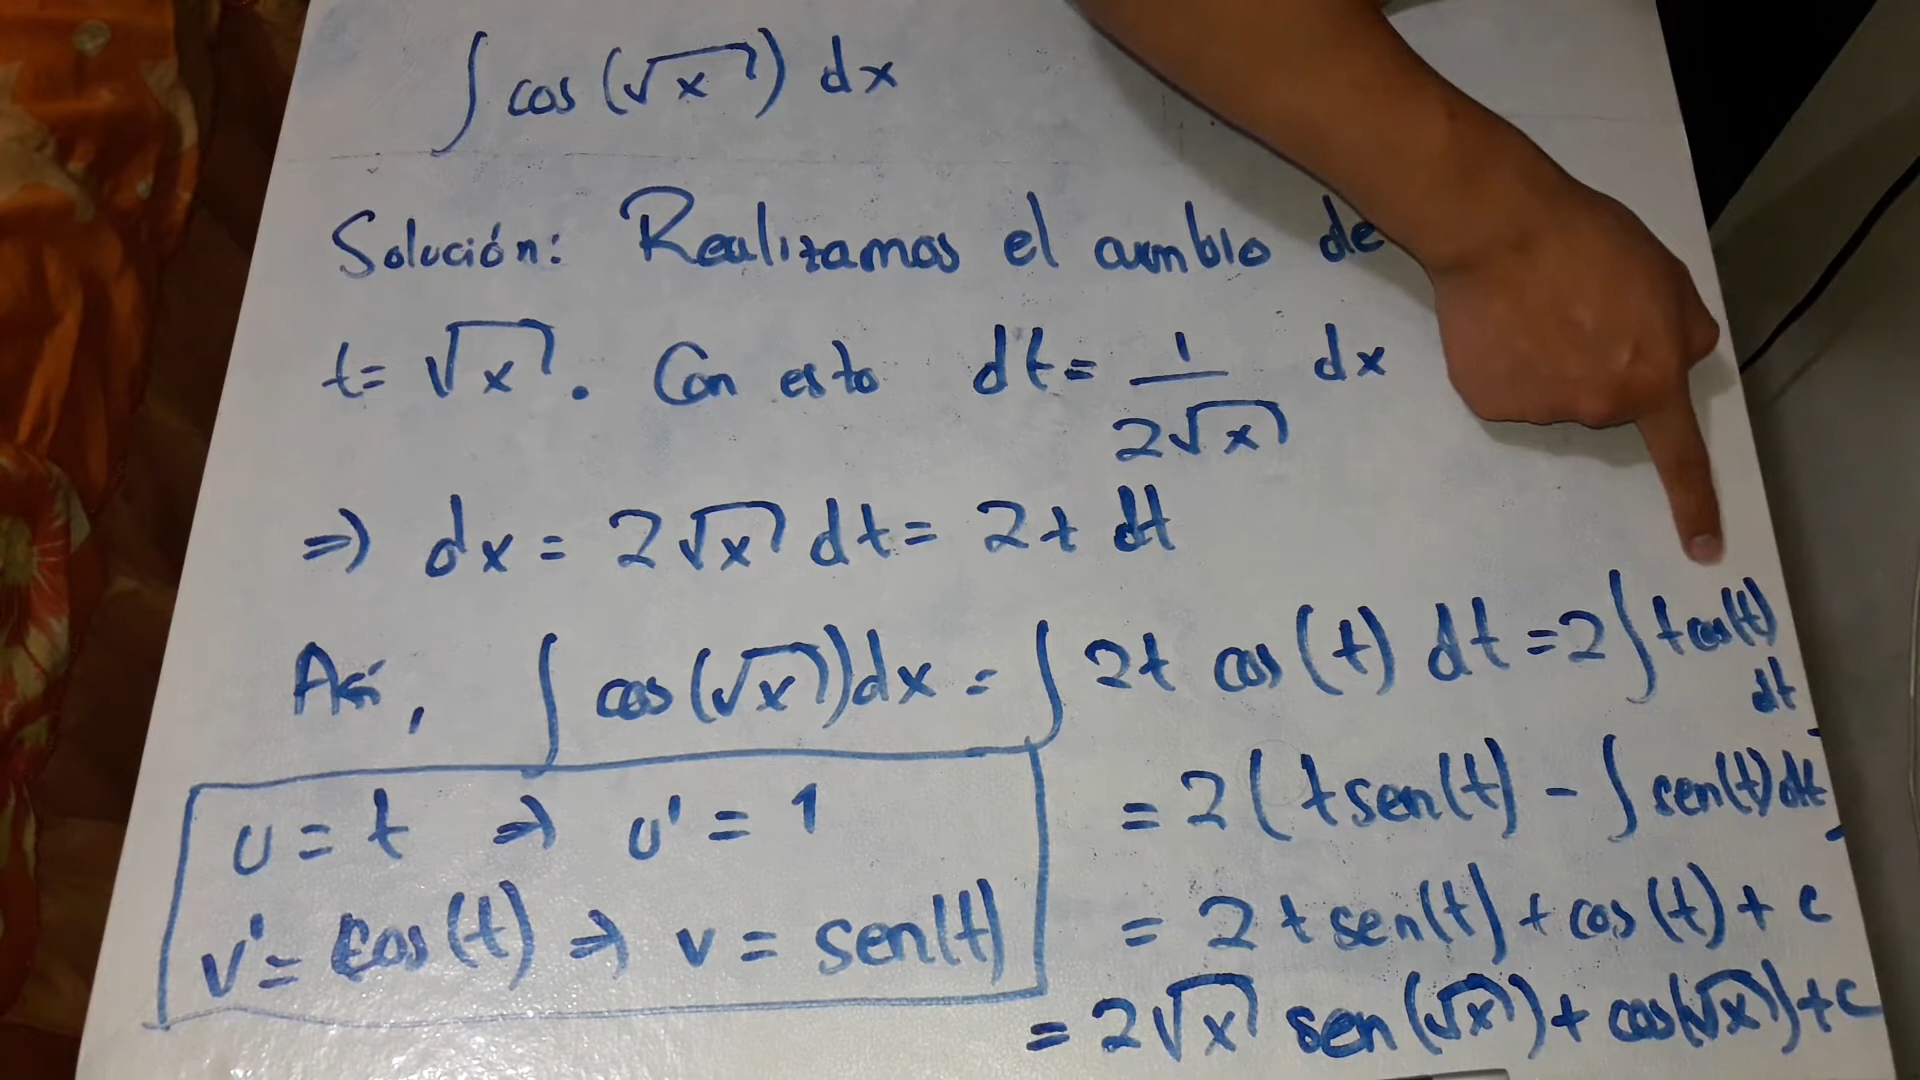 ∫ cos (√x) dx
Solución: Realizamos el cambio de
t= √x. Con esto dt= 1/2√x dx
⇒ dx = 2√x dt= 2t dt
Así, ∫ cos(√x)dx = ∫ 2t cos (t) dt =2∫ t cos(t) dt
u = t ⇒ u' = 1
v' = cos(t) ⇒ v = sen(t)
= 2 (t sen(t) - ∫ sen(t) dt
= 2 t sen(t) + cos (t) + c
= 2√x sen (√x) + cos(√x) + c